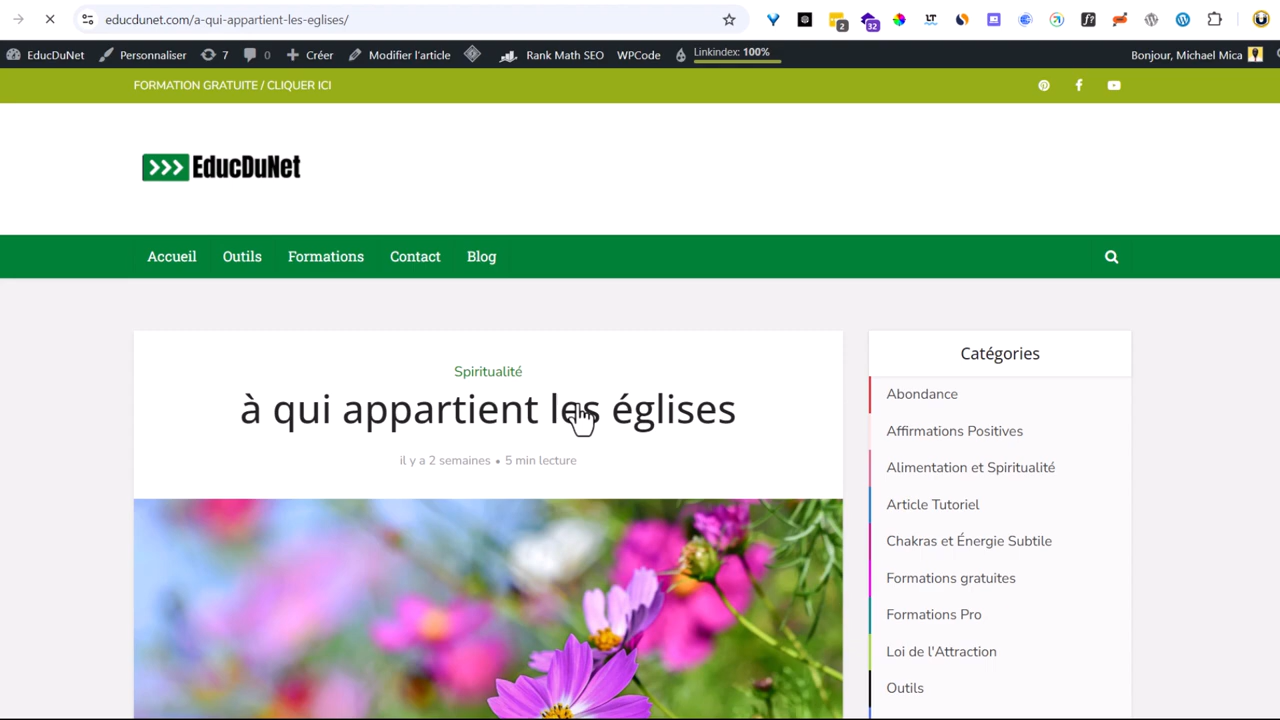 educdunet.com/a-qui-appartient-les-eglises/
2
32
LT
EducDuNet Personnaliser 7 0 Créer Modifier l'article Rank Math SEO WPCode Linkindex: 100% Bonjour, Michael Mica
FORMATION GRATUITE / CLIQUER ICI
>>> EducDuNet
Accueil Outils Formations Contact Blog
Spiritualité
à qui appartient les églises
il y a 2 semaines • 5 min lecture
Catégories
Abondance
Affirmations Positives
Alimentation et Spiritualité
Article Tutoriel
Chakras et Énergie Subtile
Formations gratuites
Formations Pro
Loi de l'Attraction
Outils